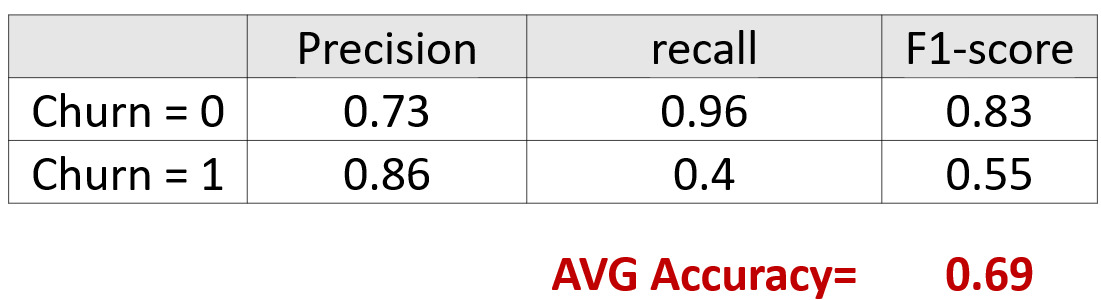 Precision recall F1-score
Churn = 0 0.73 0.96 0.83
Churn = 1 0.86 0.4 0.55
AVG Accuracy= 0.69